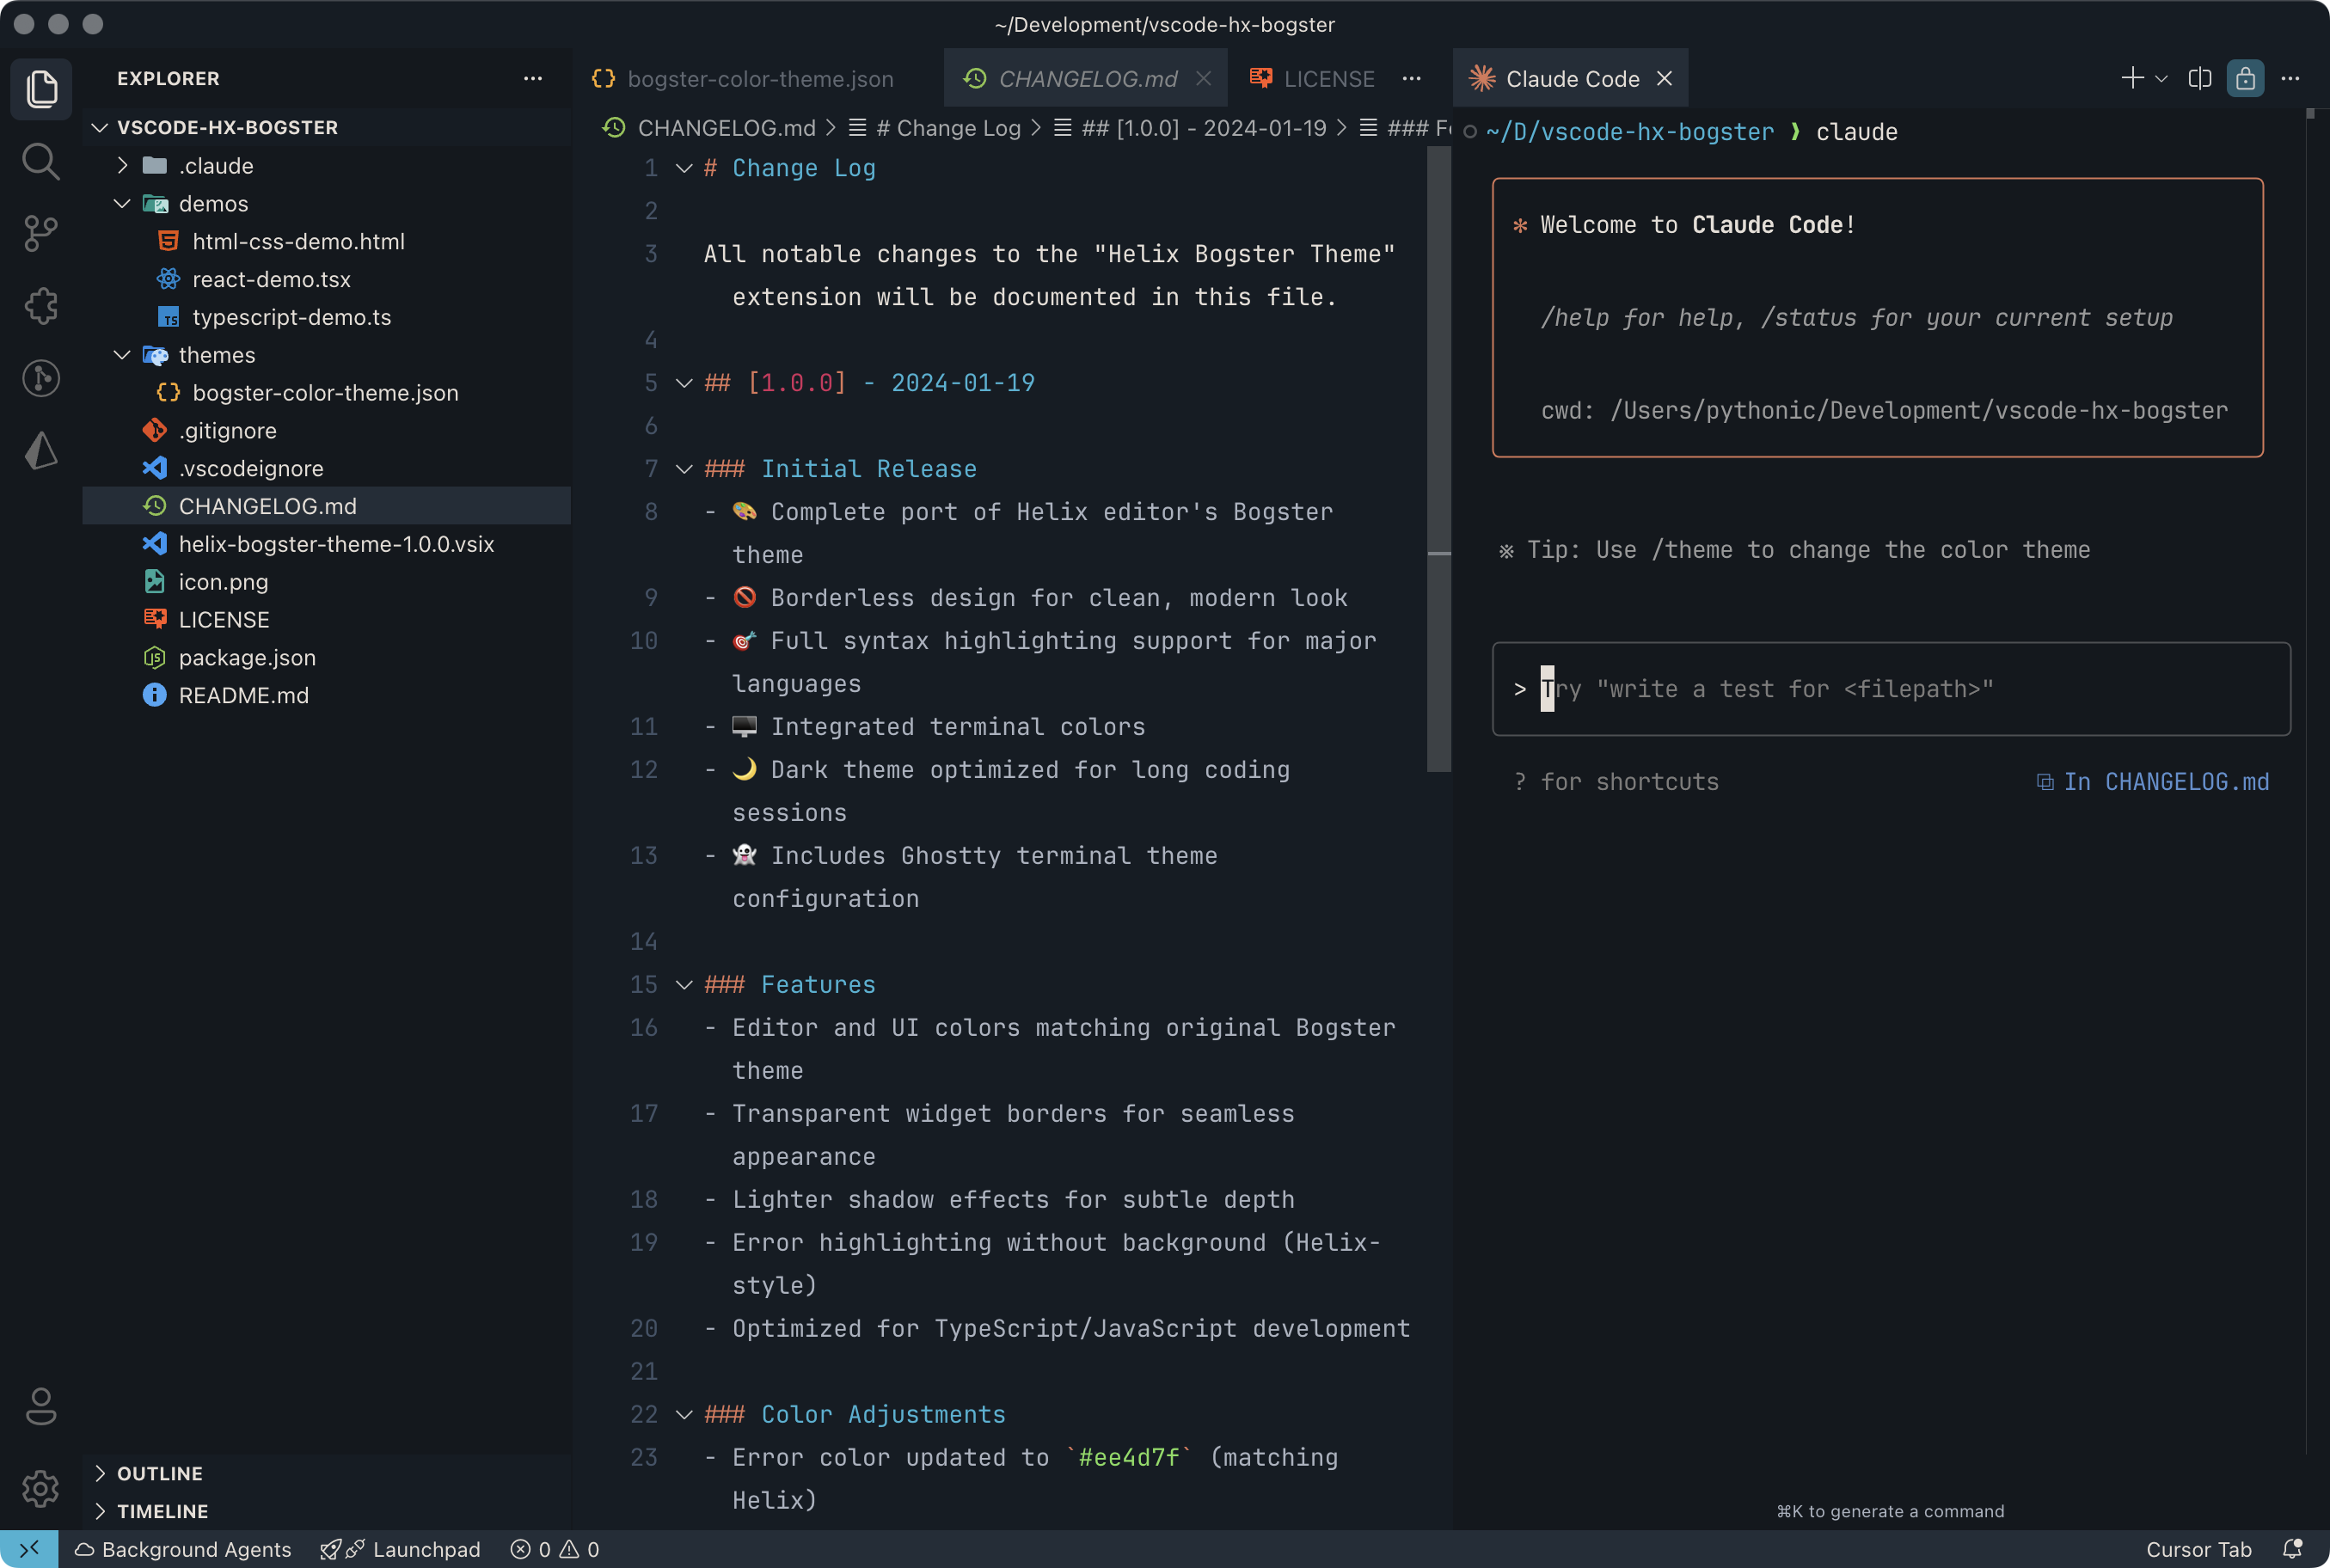 ~/Development/vscode-hx-bogster
EXPLORER
VSCODE-HX-BOGSTER
.claude
demos
html-css-demo.html
react-demo.tsx
TS typescript-demo.ts
themes
{} bogster-color-theme.json
.gitignore
.vscodeignore
CHANGELOG.md
helix-bogster-theme-1.0.0.vsix
icon.png
LICENSE
package.json
README.md
OUTLINE
TIMELINE
{} bogster-color-theme.json
CHANGELOG.md
LICENSE
CHANGELOG.md > # Change Log > ## [1.0.0] - 2024-01-19 > ###
1 # Change Log
2
3 All notable changes to the "Helix Bogster Theme"
extension will be documented in this file.
4
5 ## [1.0.0] - 2024-01-19
6
7 ### Initial Release
8 - 🎨 Complete port of Helix editor's Bogster
theme
9 - 🚫 Borderless design for clean, modern look
10 - 🎯 Full syntax highlighting support for major
languages
11 - 🖥️ Integrated terminal colors
12 - 🌙 Dark theme optimized for long coding
sessions
13 - 👻 Includes Ghostty terminal theme
configuration
14
15 ### Features
16 - Editor and UI colors matching original Bogster
theme
17 - Transparent widget borders for seamless
appearance
18 - Lighter shadow effects for subtle depth
19 - Error highlighting without background (Helix-
style)
20 - Optimized for TypeScript/JavaScript development
21
22 ### Color Adjustments
23 - Error color updated to `#ee4d7f` (matching
Helix)
Claude Code
~/D/vscode-hx-bogster ❱ claude
✻ Welcome to Claude Code!
/help for help, /status for your current setup
cwd: /Users/pythonic/Development/vscode-hx-bogster
※ Tip: Use /theme to change the color theme
> Try "write a test for <filepath>"
? for shortcuts
⧉ In CHANGELOG.md
⌘K to generate a command
Background Agents
Launchpad
0
0
Cursor Tab